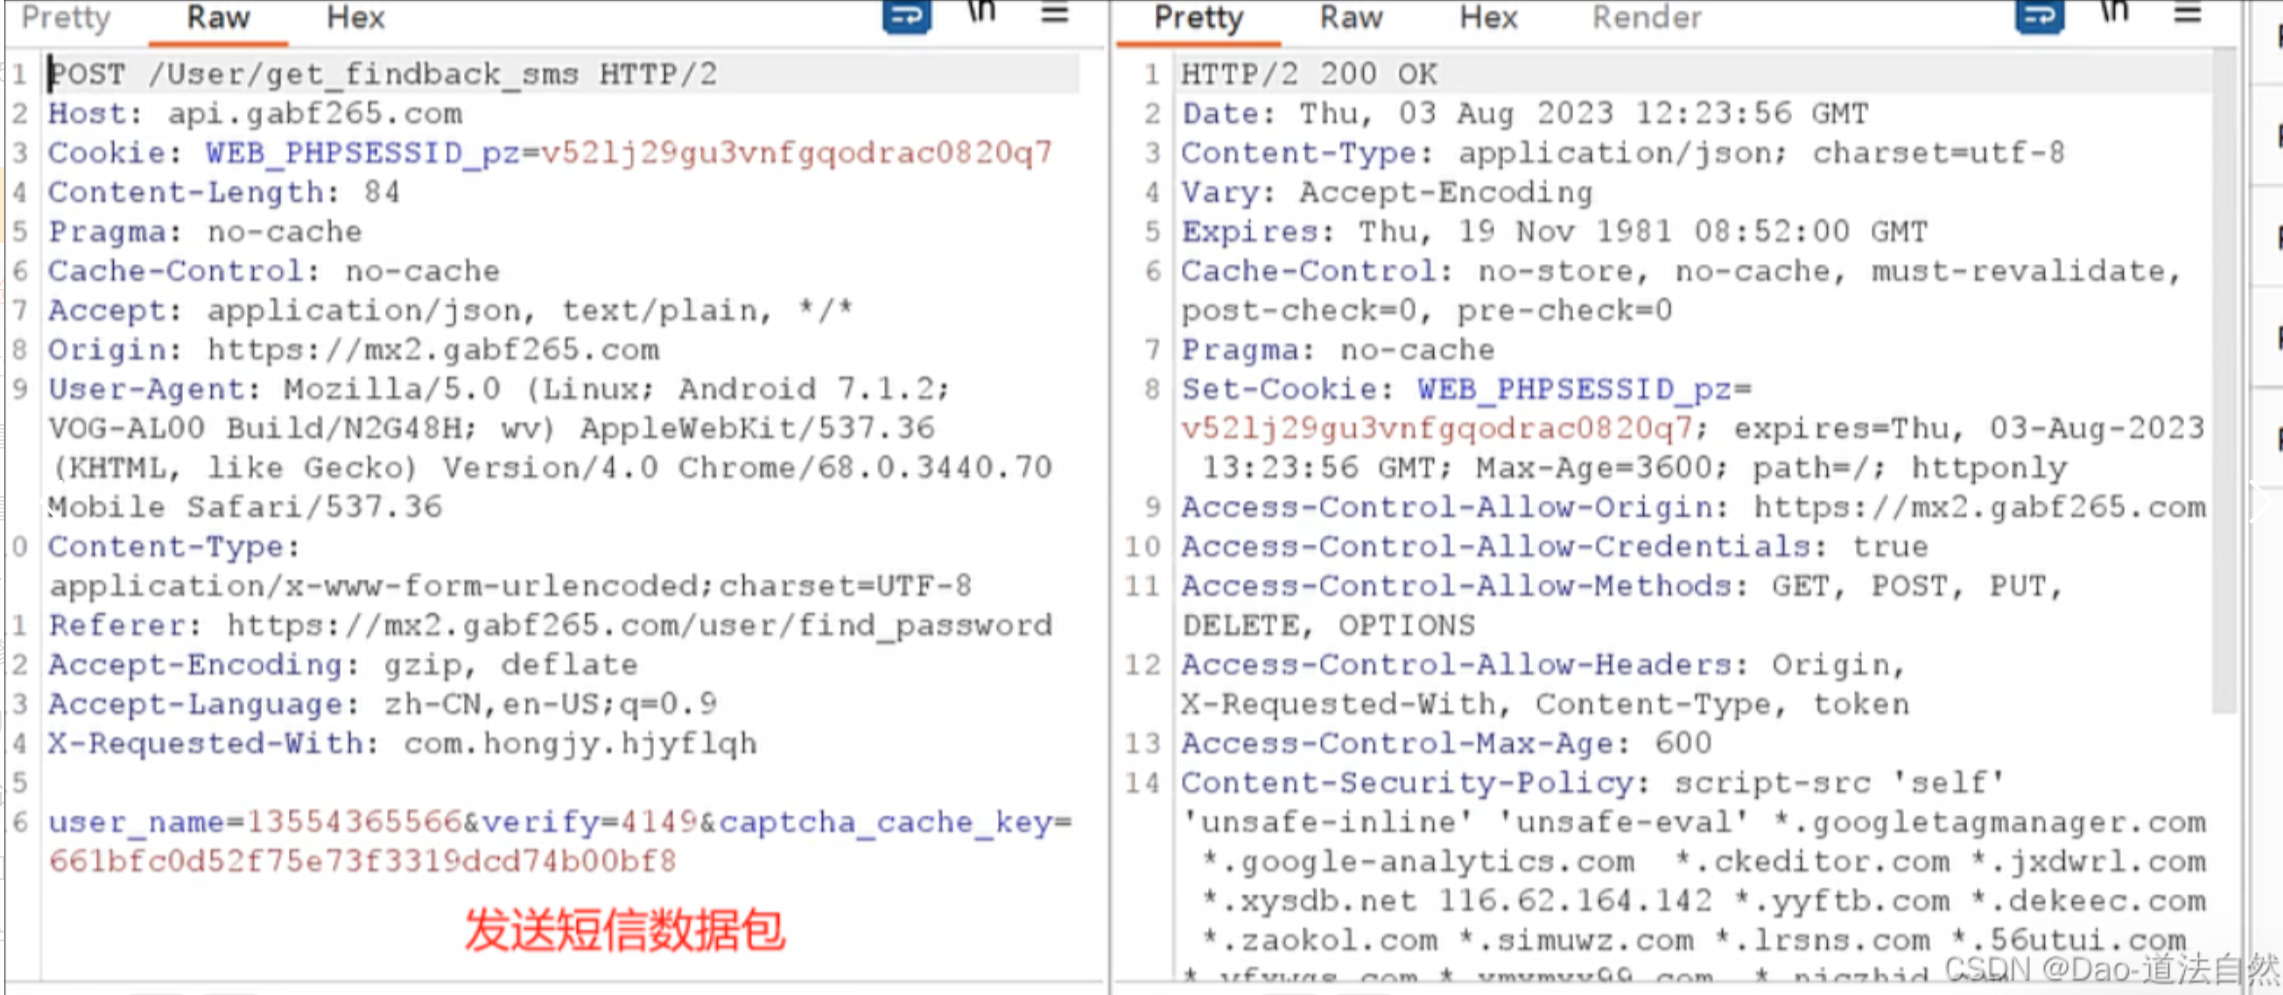 Pretty Raw Hex \n
1 POST /User/get_findback_sms HTTP/2
2 Host: api.gabf265.com
3 Cookie: WEB_PHPSESSID_pz=v52lj29gu3vnfgqodrac0820q7
4 Content-Length: 84
5 Pragma: no-cache
6 Cache-Control: no-cache
7 Accept: application/json, text/plain, */*
8 Origin: https://mx2.gabf265.com
9 User-Agent: Mozilla/5.0 (Linux; Android 7.1.2;
VOG-AL00 Build/N2G48H; wv) AppleWebKit/537.36
(KHTML, like Gecko) Version/4.0 Chrome/68.0.3440.70
Mobile Safari/537.36
0 Content-Type:
application/x-www-form-urlencoded;charset=UTF-8
1 Referer: https://mx2.gabf265.com/user/find_password
2 Accept-Encoding: gzip, deflate
3 Accept-Language: zh-CN,en-US;q=0.9
4 X-Requested-With: com.hongjy.hjyflqh
5
6 user_name=13554365566&verify=4149&captcha_cache_key=
661bfc0d52f75e73f3319dcd74b00bf8
发送短信数据包
Pretty Raw Hex Render \n
1 HTTP/2 200 OK
2 Date: Thu, 03 Aug 2023 12:23:56 GMT
3 Content-Type: application/json; charset=utf-8
4 Vary: Accept-Encoding
5 Expires: Thu, 19 Nov 1981 08:52:00 GMT
6 Cache-Control: no-store, no-cache, must-revalidate,
post-check=0, pre-check=0
7 Pragma: no-cache
8 Set-Cookie: WEB_PHPSESSID_pz=
v52lj29gu3vnfgqodrac0820q7; expires=Thu, 03-Aug-2023
13:23:56 GMT; Max-Age=3600; path=/; httponly
9 Access-Control-Allow-Origin: https://mx2.gabf265.com
10 Access-Control-Allow-Credentials: true
11 Access-Control-Allow-Methods: GET, POST, PUT,
DELETE, OPTIONS
12 Access-Control-Allow-Headers: Origin,
X-Requested-With, Content-Type, token
13 Access-Control-Max-Age: 600
14 Content-Security-Policy: script-src 'self'
'unsafe-inline' 'unsafe-eval' *.googletagmanager.com
*.google-analytics.com *.ckeditor.com *.jxdwrl.com
*.xysdb.net 116.62.164.142 *.yyftb.com *.dekeec.com
*.zaokol.com *.simuwz.com *.lrsns.com *.56utui.com
CSDN @Dao-道法自然